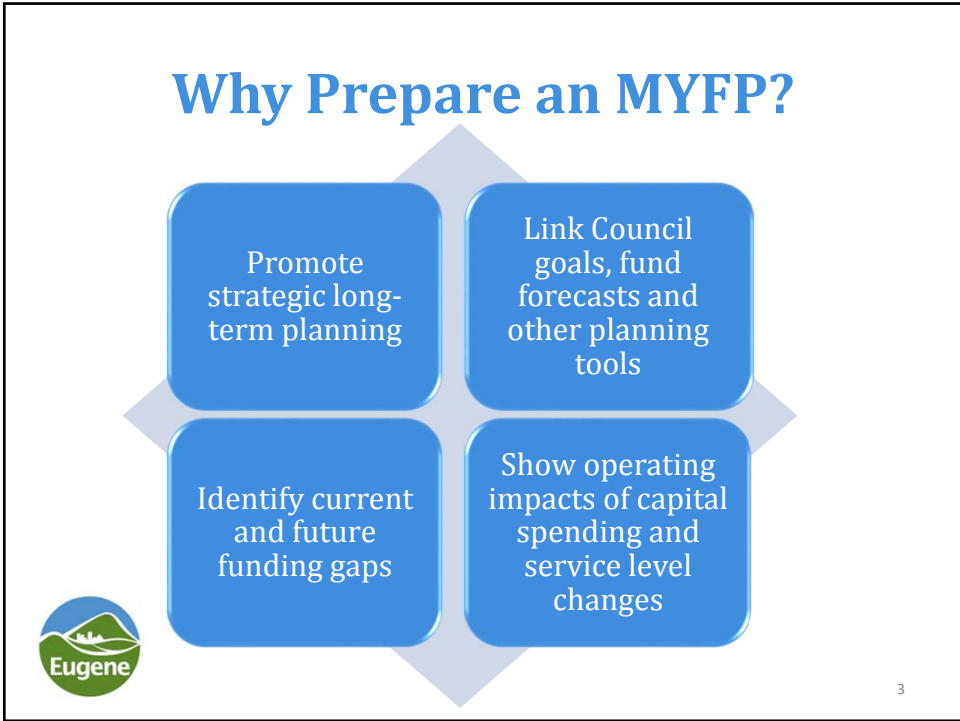 Why Prepare an MYFP?
Promote
strategic long-
term planning
Link Council
goals, fund
forecasts and
other planning
tools
Identify current
and future
funding gaps
Show operating
impacts of capital
spending and
service level
changes
Eugene
3